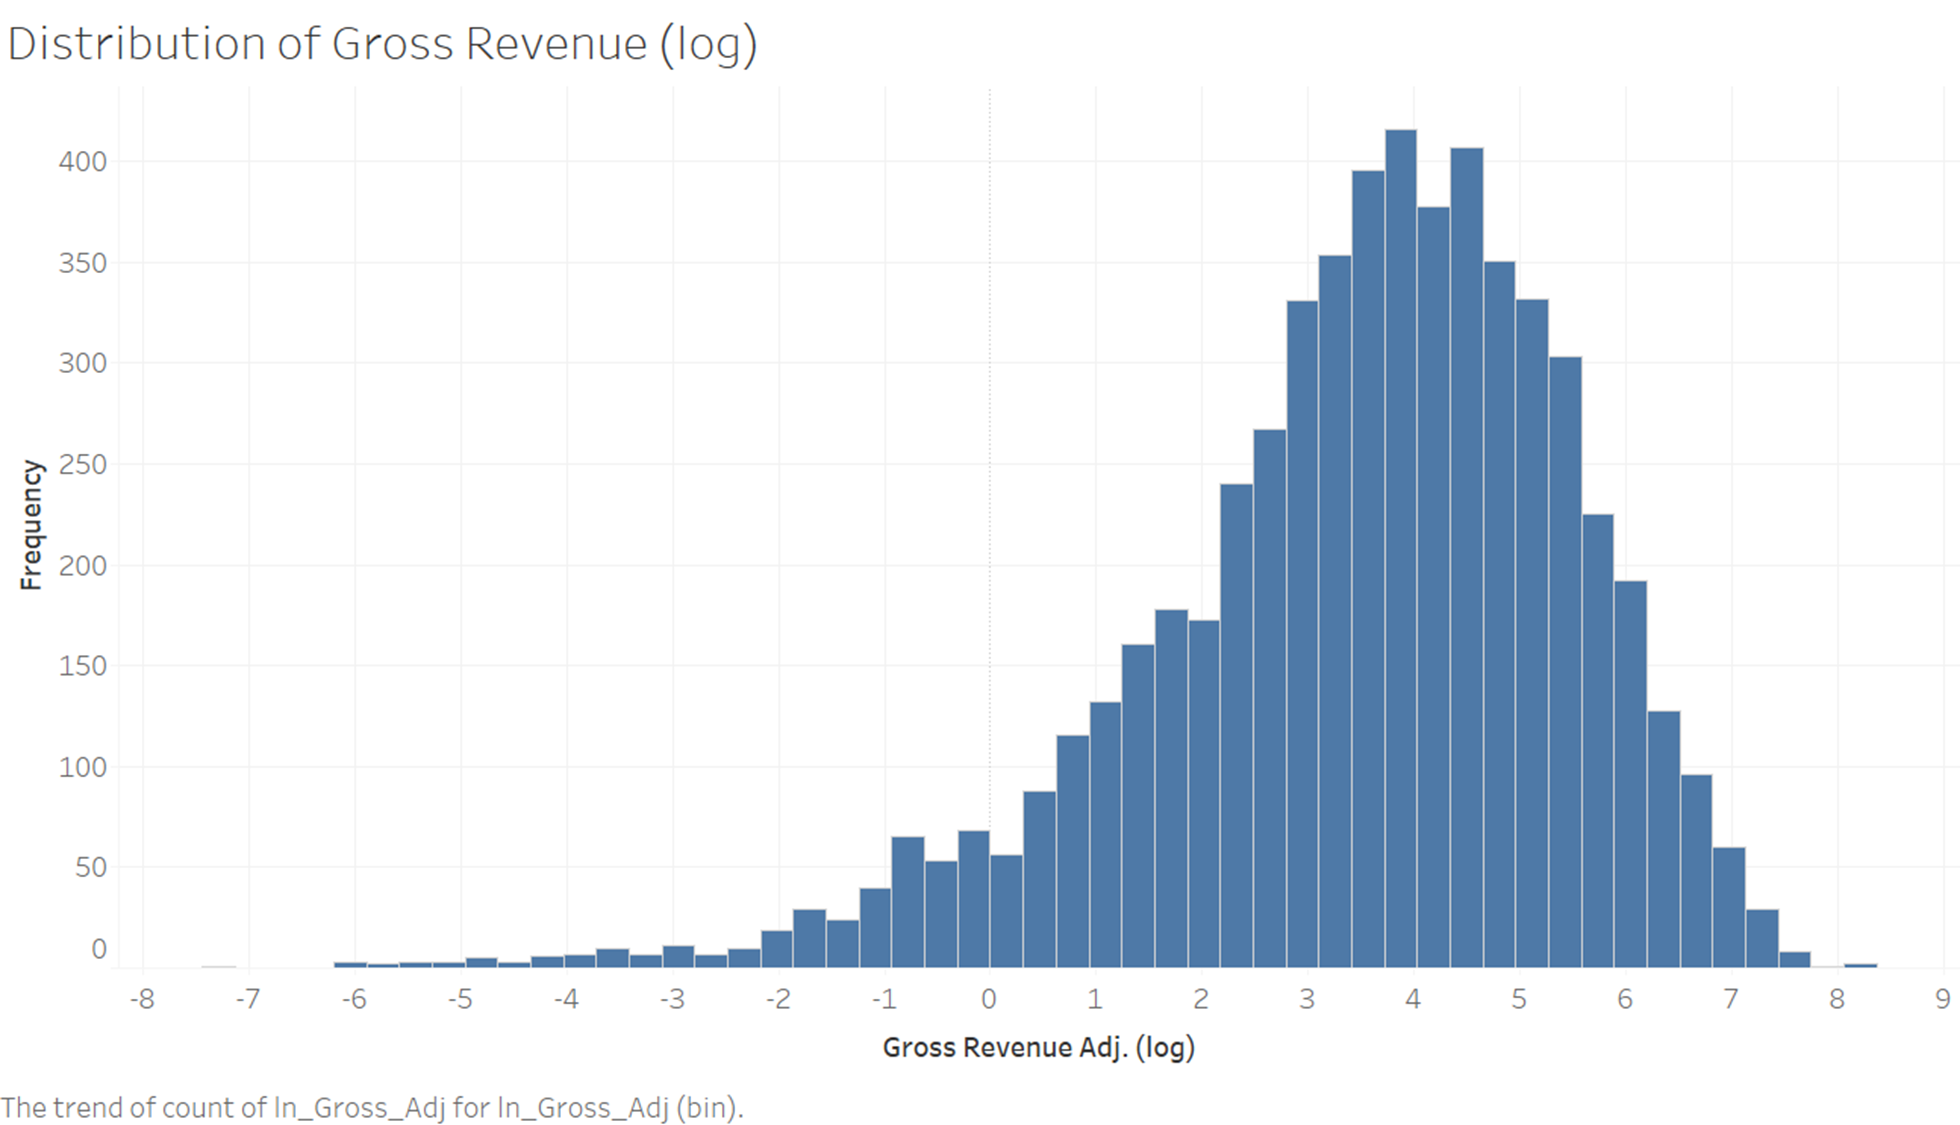 Distribution of Gross Revenue (log)
400
350
300
250
200
150
100
50
0
Frequency
-8 -7 -6 -5 -4 -3 -2 -1 0 1 2 3 4 5 6 7 8 9
Gross Revenue Adj. (log)
The trend of count of ln_Gross_Adj for ln_Gross_Adj (bin).